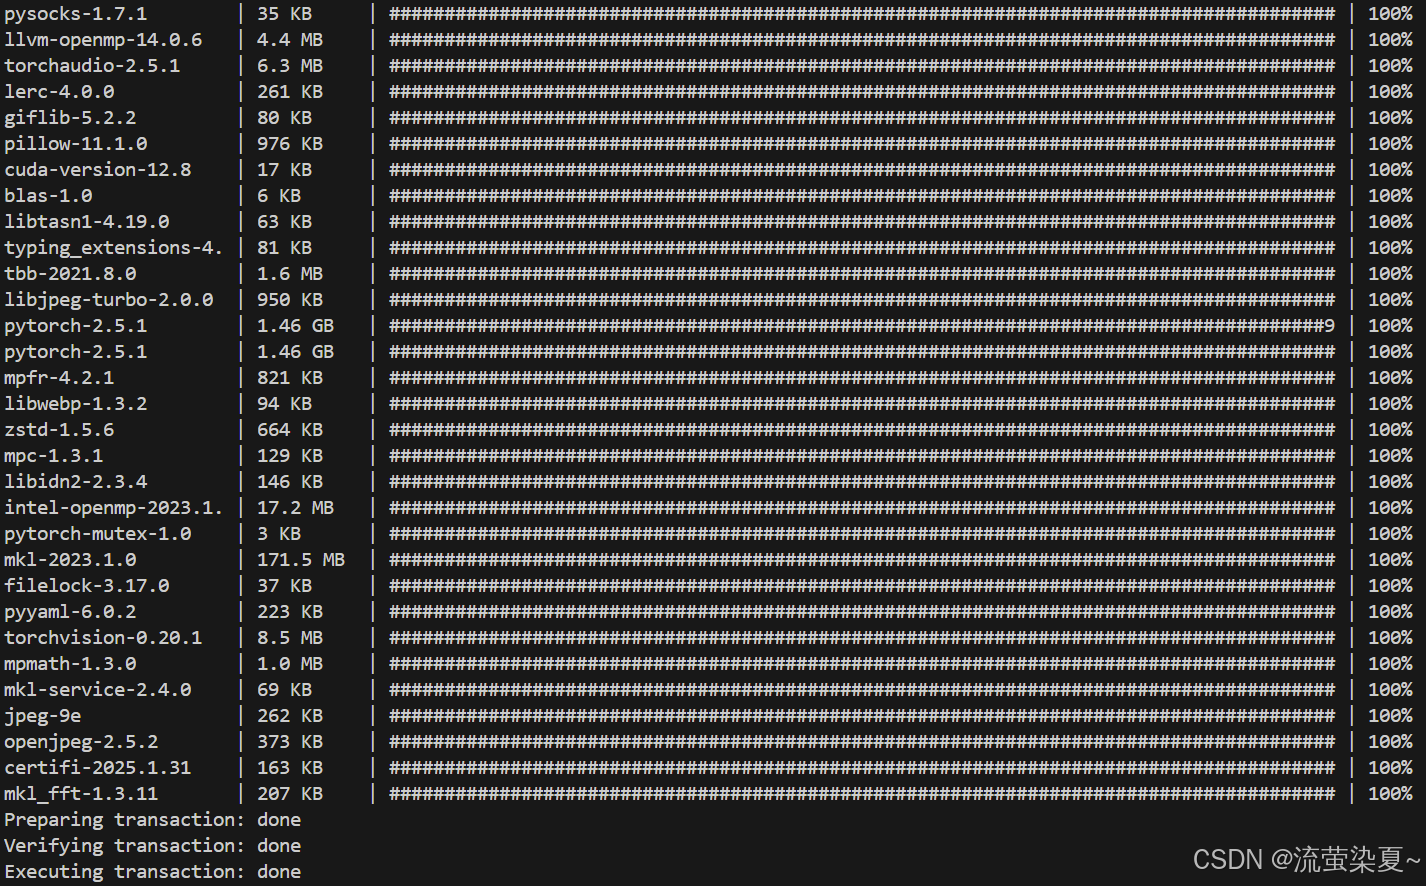 pysocks-1.7.1        | 35 KB     | ###################################################################################### | 100%
llvm-openmp-14.0.6   | 4.4 MB    | ###################################################################################### | 100%
torchaudio-2.5.1     | 6.3 MB    | ###################################################################################### | 100%
lerc-4.0.0           | 261 KB    | ###################################################################################### | 100%
giflib-5.2.2         | 80 KB     | ###################################################################################### | 100%
pillow-11.1.0        | 976 KB    | ###################################################################################### | 100%
cuda-version-12.8    | 17 KB     | ###################################################################################### | 100%
blas-1.0             | 6 KB      | ###################################################################################### | 100%
libtasn1-4.19.0      | 63 KB     | ###################################################################################### | 100%
typing_extensions-4. | 81 KB     | ###################################################################################### | 100%
tbb-2021.8.0         | 1.6 MB    | ###################################################################################### | 100%
libjpeg-turbo-2.0.0  | 950 KB    | ###################################################################################### | 100%
pytorch-2.5.1        | 1.46 GB   | #####################################################################################9 | 100%
pytorch-2.5.1        | 1.46 GB   | ###################################################################################### | 100%
mpfr-4.2.1           | 821 KB    | ###################################################################################### | 100%
libwebp-1.3.2        | 94 KB     | ###################################################################################### | 100%
zstd-1.5.6           | 664 KB    | ###################################################################################### | 100%
mpc-1.3.1            | 129 KB    | ###################################################################################### | 100%
libidn2-2.3.4        | 146 KB    | ###################################################################################### | 100%
intel-openmp-2023.1. | 17.2 MB   | ###################################################################################### | 100%
pytorch-mutex-1.0    | 3 KB      | ###################################################################################### | 100%
mkl-2023.1.0         | 171.5 MB  | ###################################################################################### | 100%
filelock-3.17.0      | 37 KB     | ###################################################################################### | 100%
pyyaml-6.0.2         | 223 KB    | ###################################################################################### | 100%
torchvision-0.20.1   | 8.5 MB    | ###################################################################################### | 100%
mpmath-1.3.0         | 1.0 MB    | ###################################################################################### | 100%
mkl-service-2.4.0    | 69 KB     | ###################################################################################### | 100%
jpeg-9e              | 262 KB    | ###################################################################################### | 100%
openjpeg-2.5.2       | 373 KB    | ###################################################################################### | 100%
certifi-2025.1.31    | 163 KB    | ###################################################################################### | 100%
mkl_fft-1.3.11       | 207 KB    | ###################################################################################### | 100%
Preparing transaction: done
Verifying transaction: done
Executing transaction: done
CSDN @流萤染夏~